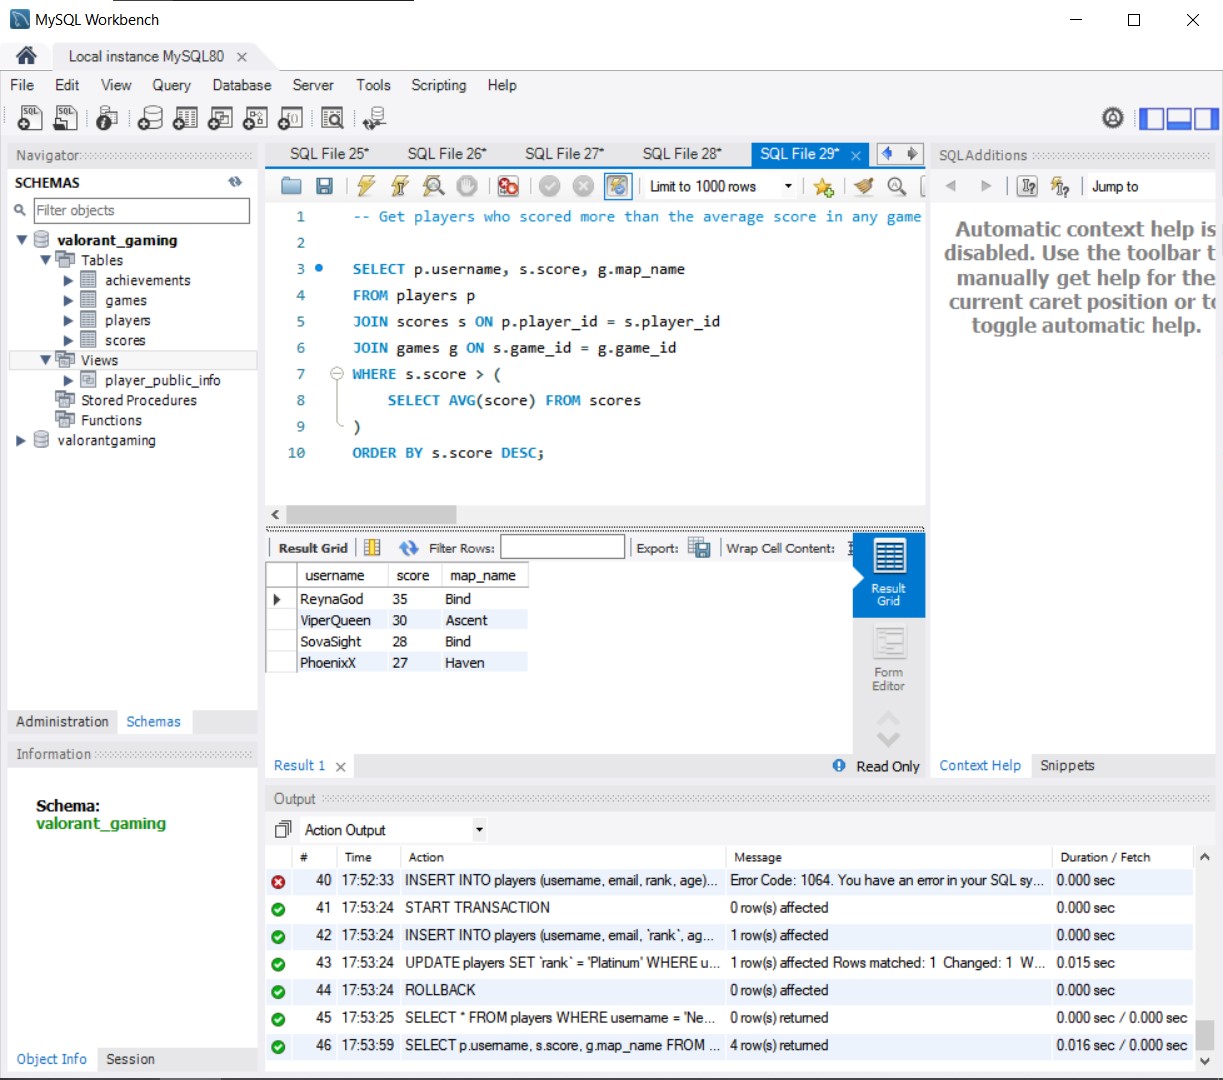 MySQL Workbench
Local instance MySQL80
File Edit View Query Database Server Tools Scripting Help
Navigator
SCHEMAS
Filter objects
valorant_gaming
Tables
achievements
games
players
scores
Views
player_public_info
Stored Procedures
Functions
valorantgaming
Administration Schemas
Information
Schema:
valorant_gaming
Object Info Session
SQL File 25* SQL File 26* SQL File 27* SQL File 28* SQL File 29*
Limit to 1000 rows
1 -- Get players who scored more than the average score in any game
2
3 SELECT p.username, s.score, g.map_name
4 FROM players p
5 JOIN scores s ON p.player_id = s.player_id
6 JOIN games g ON s.game_id = g.game_id
7 WHERE s.score > (
8 SELECT AVG(score) FROM scores
9 )
10 ORDER BY s.score DESC;
Result Grid Filter Rows: Export: Wrap Cell Content:
username score map_name
ReynaGod 35 Bind
ViperQueen 30 Ascent
SovaSight 28 Bind
PhoenixX 27 Haven
Result
Grid
Form
Editor
Result 1
Read Only
SQLAdditions
Jump to
Automatic context help is
disabled. Use the toolbar t
manually get help for the
current caret position or to
toggle automatic help.
Context Help Snippets
Output
Action Output
# Time Action Message Duration / Fetch
40 17:52:33 INSERT INTO players (username, email, rank, age)... Error Code: 1064. You have an error in your SQL sy... 0.000 sec
41 17:53:24 START TRANSACTION 0 row(s) affected 0.000 sec
42 17:53:24 INSERT INTO players (username, email, `rank`, ag... 1 row(s) affected 0.000 sec
43 17:53:24 UPDATE players SET `rank` = 'Platinum' WHERE u... 1 row(s) affected Rows matched: 1 Changed: 1 W... 0.015 sec
44 17:53:24 ROLLBACK 0 row(s) affected 0.000 sec
45 17:53:25 SELECT * FROM players WHERE username = 'Ne... 0 row(s) returned 0.000 sec / 0.000 sec
46 17:53:59 SELECT p.username, s.score, g.map_name FROM ... 4 row(s) returned 0.016 sec / 0.000 sec